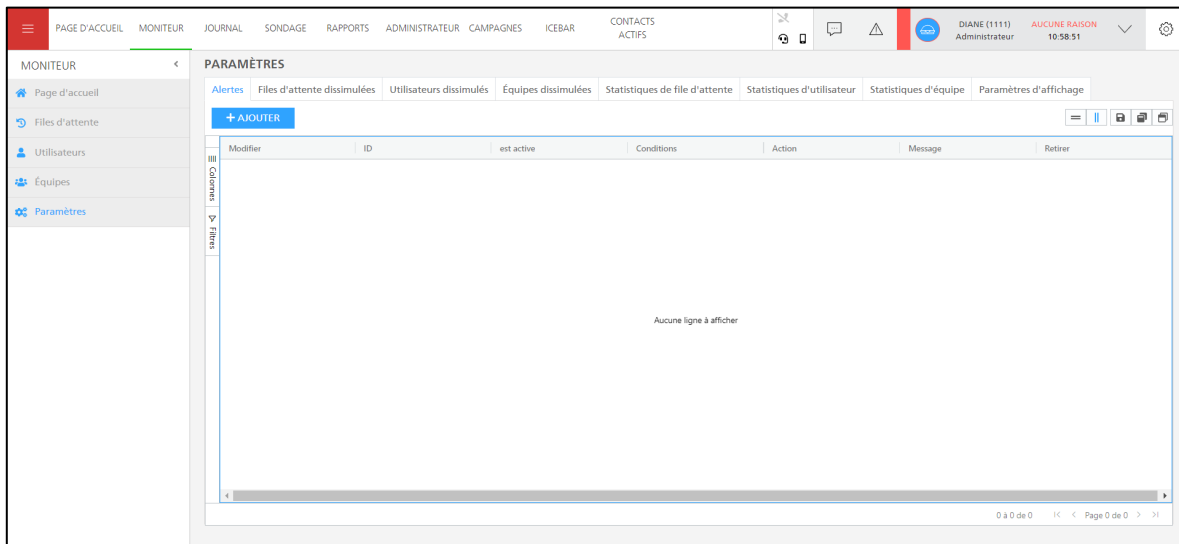 PAGE D'ACCUEIL MONITEUR JOURNAL SONDAGE RAPPORTS ADMINISTRATEUR CAMPAGNES ICEBAR CONTACTS ACTIFS
DIANE (1111) AUCUNE RAISON
Administrateur 10:58:51
MONITEUR
Page d'accueil
Files d'attente
Utilisateurs
Équipes
Paramètres
PARAMÈTRES
Alertes Files d'attente dissimulées Utilisateurs dissimulés Équipes dissimulées Statistiques de file d'attente Statistiques d'utilisateur Statistiques d'équipe Paramètres d'affichage
+ AJOUTER
Colonnes
Filtres
Modifier ID est active Conditions Action Message Retirer
Aucune ligne à afficher
0 à 0 de 0 Page 0 de 0